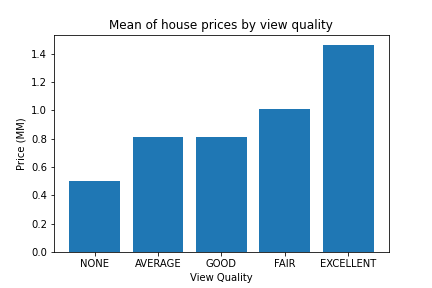 Mean of house prices by view quality
Price (MM)
1.4
1.2
1.0
0.8
0.6
0.4
0.2
0.0
NONE AVERAGE GOOD FAIR EXCELLENT
View Quality